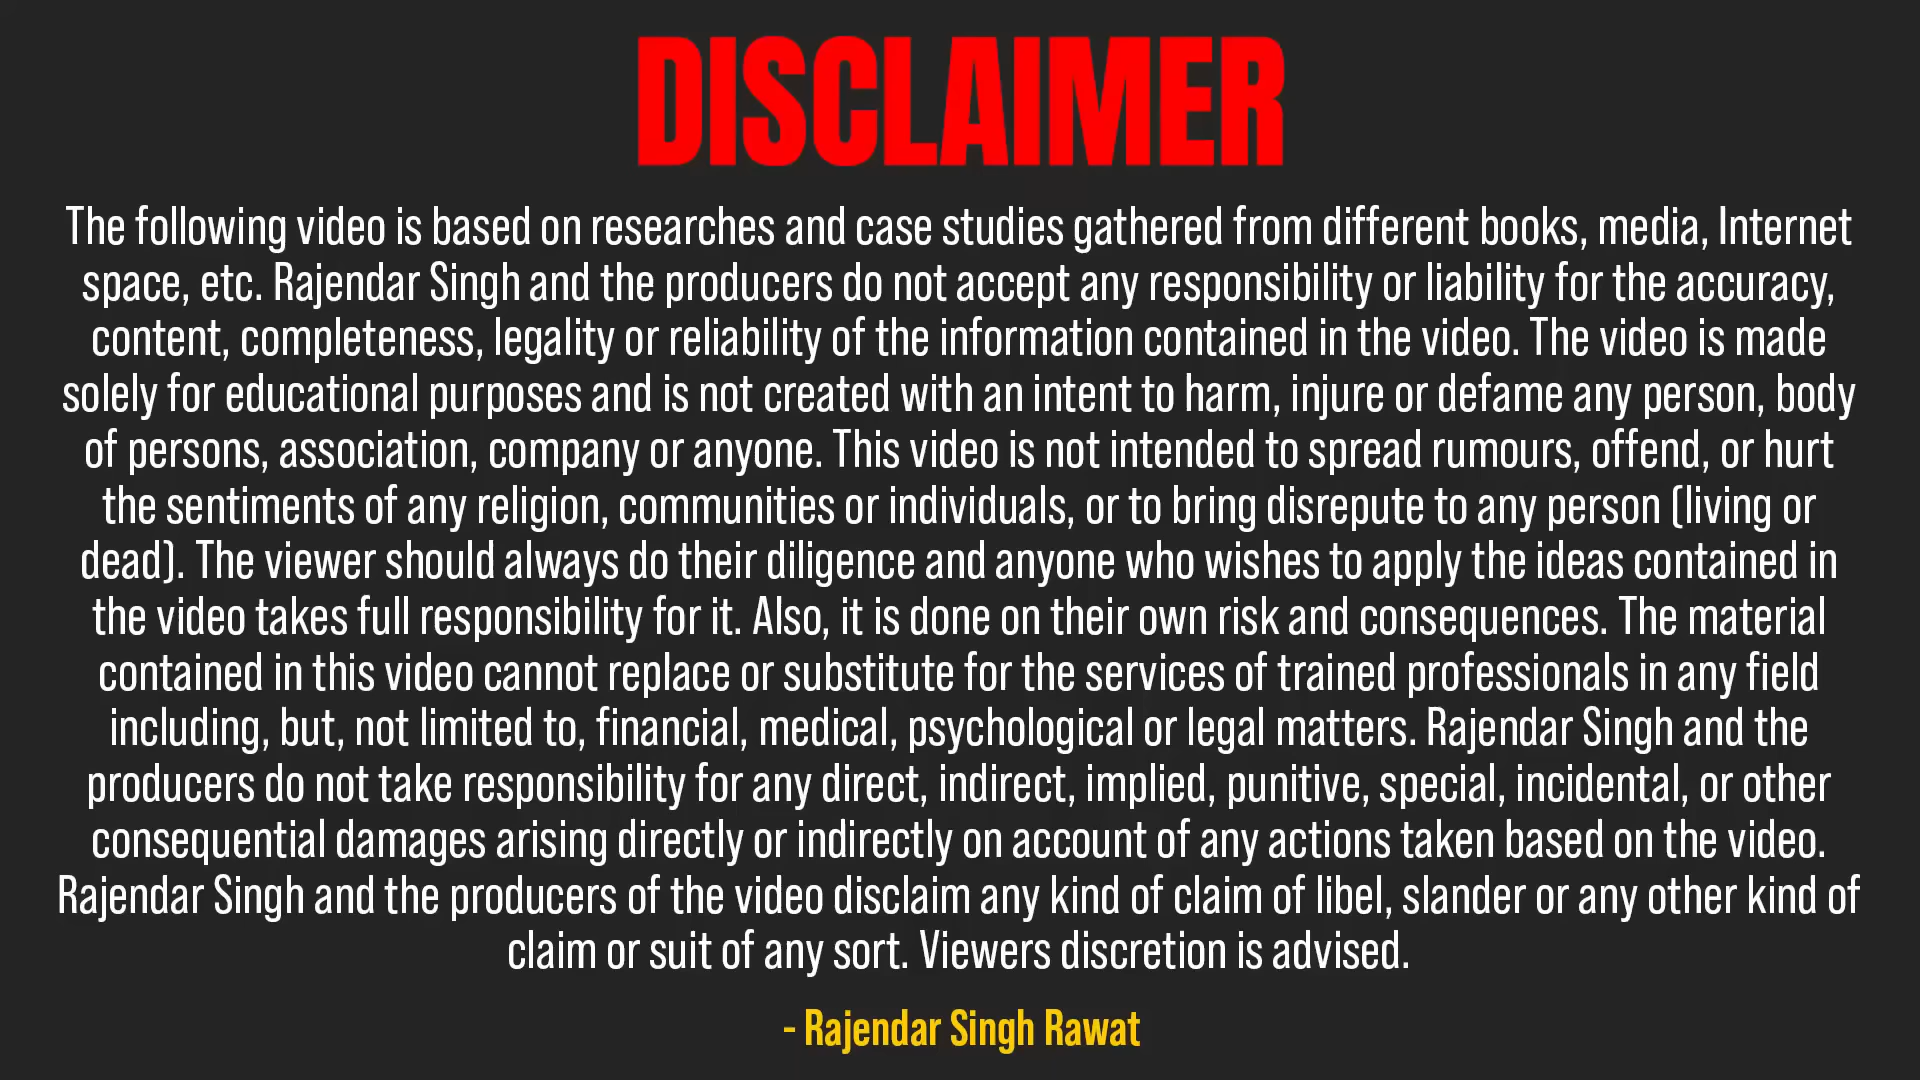 DISCLAIMER
The following video is based on researches and case studies gathered from different books, media, Internet
space, etc. Rajendar Singh and the producers do not accept any responsibility or liability for the accuracy,
content, completeness, legality or reliability of the information contained in the video. The video is made
solely for educational purposes and is not created with an intent to harm, injure or defame any person, body
of persons, association, company or anyone. This video is not intended to spread rumours, offend, or hurt
the sentiments of any religion, communities or individuals, or to bring disrepute to any person (living or
dead). The viewer should always do their diligence and anyone who wishes to apply the ideas contained in
the video takes full responsibility for it. Also, it is done on their own risk and consequences. The material
contained in this video cannot replace or substitute for the services of trained professionals in any field
including, but, not limited to, financial, medical, psychological or legal matters. Rajendar Singh and the
producers do not take responsibility for any direct, indirect, implied, punitive, special, incidental, or other
consequential damages arising directly or indirectly on account of any actions taken based on the video.
Rajendar Singh and the producers of the video disclaim any kind of claim of libel, slander or any other kind of
claim or suit of any sort. Viewers discretion is advised.
- Rajendar Singh Rawat